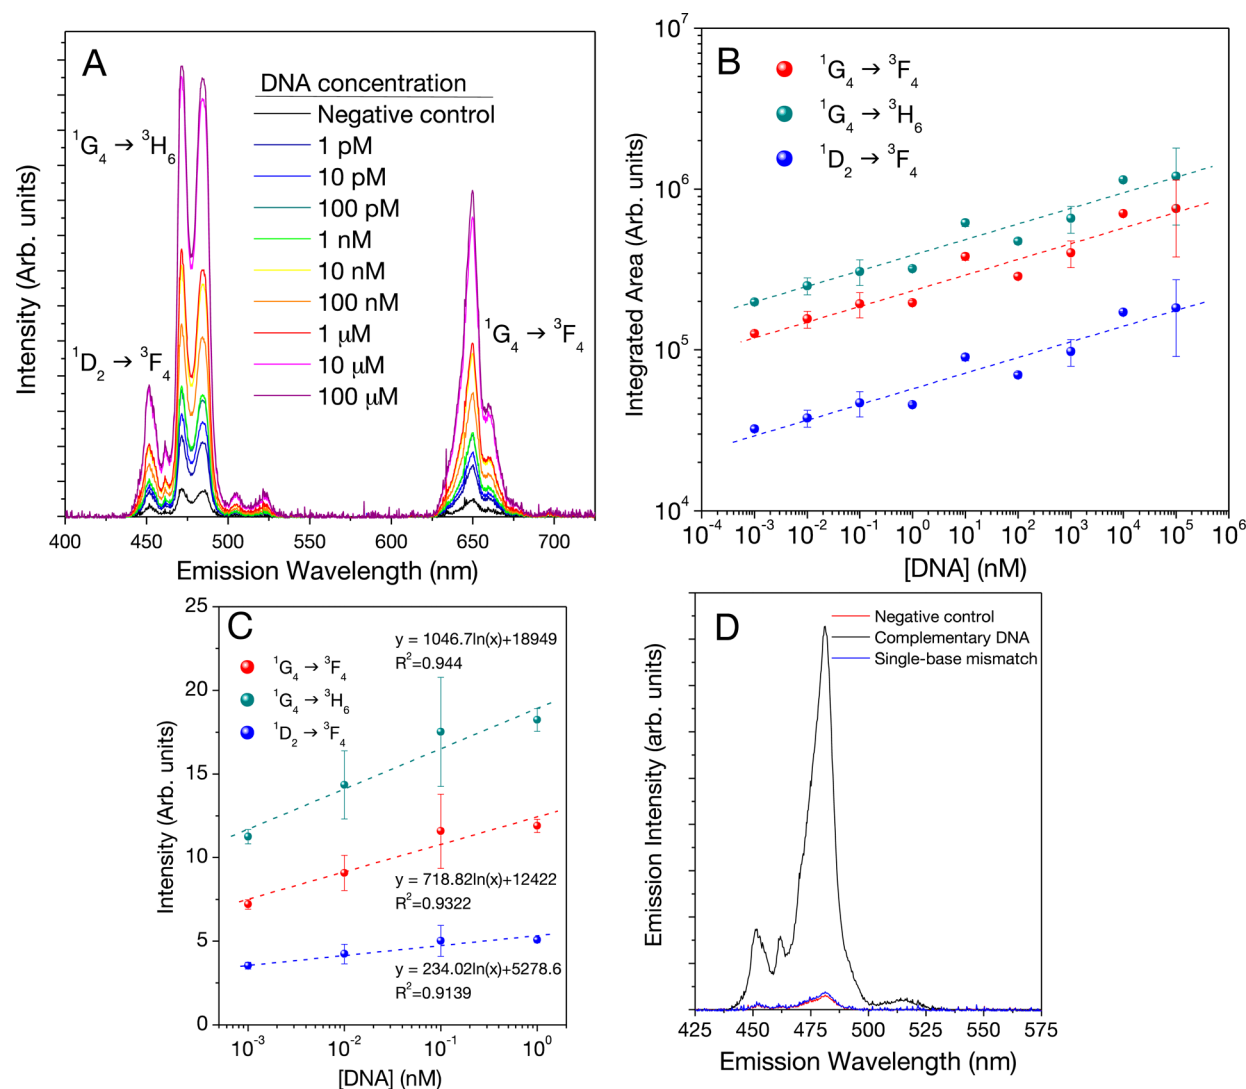 A
DNA concentration
Negative control
1 pM
10 pM
100 pM
1 nM
10 nM
100 nM
1 μM
10 μM
100 μM
¹G₄ → ³H₆
¹D₂ → ³F₄
¹G₄ → ³F₄
Intensity (Arb. units)
400 450 500 550 600 650 700
Emission Wavelength (nm)
B
¹G₄ → ³F₄
¹G₄ → ³H₆
¹D₂ → ³F₄
Integrated Area (Arb. units)
10⁷
10⁶
10⁵
10⁴
10⁻⁴ 10⁻³ 10⁻² 10⁻¹ 10⁰ 10¹ 10² 10³ 10⁴ 10⁵ 10⁶
[DNA] (nM)
C
¹G₄ → ³F₄
¹G₄ → ³H₆
¹D₂ → ³F₄
y = 1046.7ln(x)+18949
R²=0.944
y = 718.82ln(x)+12422
R²=0.9322
y = 234.02ln(x)+5278.6
R²=0.9139
Intensity (Arb. units)
25
20
15
10
5
0
10⁻³ 10⁻² 10⁻¹ 10⁰
[DNA] (nM)
D
Negative control
Complementary DNA
Single-base mismatch
Emission Intensity (arb. units)
425 450 475 500 525 550 575
Emission Wavelength (nm)